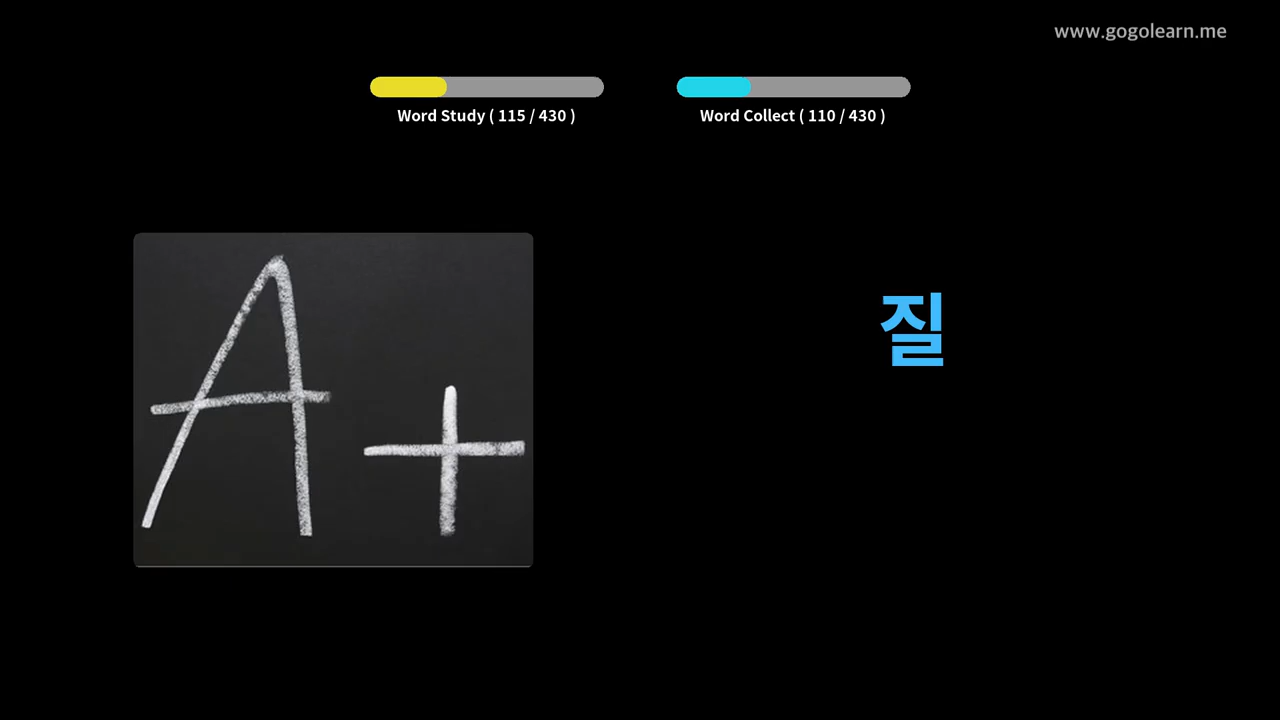 www.gogolearn.me
Word Study ( 115 / 430 )
Word Collect ( 110 / 430 )
A+
질